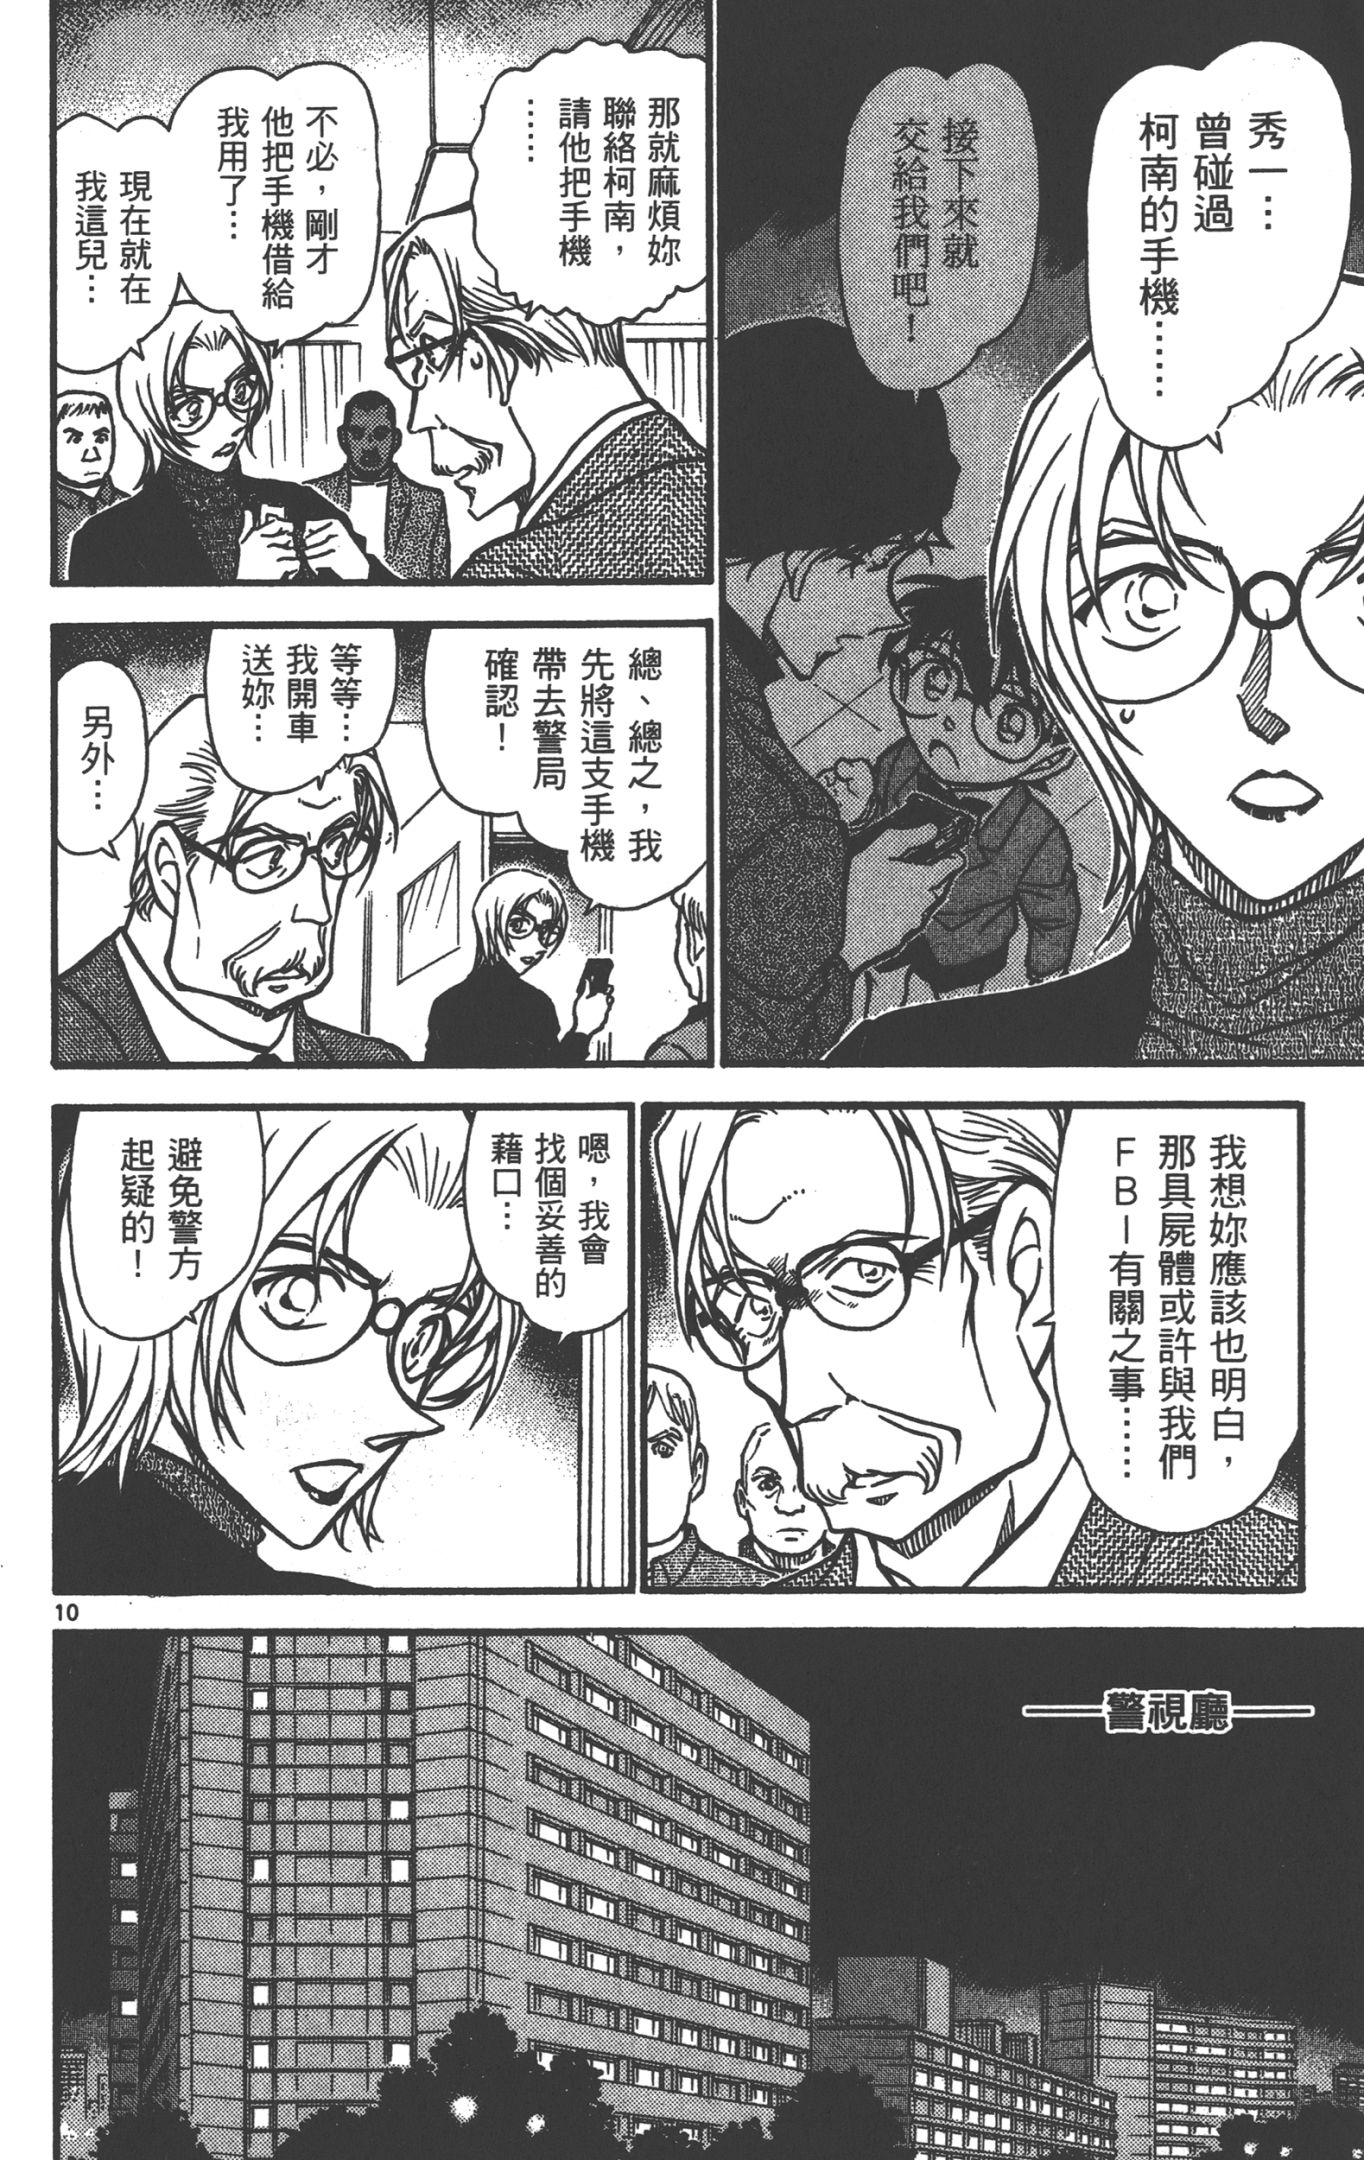 秀一…
曾碰過
柯南的手機……
接下來就
交給我們吧！
那就麻煩妳
聯絡柯南，
請他把手機
……
不必，剛才
他把手機借給
我用了…
現在就在
我這兒…
總、總之，我
先將這支手機
帶去警局
確認！
等等…
我開車
送妳…
另外…
我想妳應該也明白，
那具屍體或許與我們
FBI有關之事……
嗯，我會
找個妥善的
藉口…
避免警方
起疑的！
10
警視廳